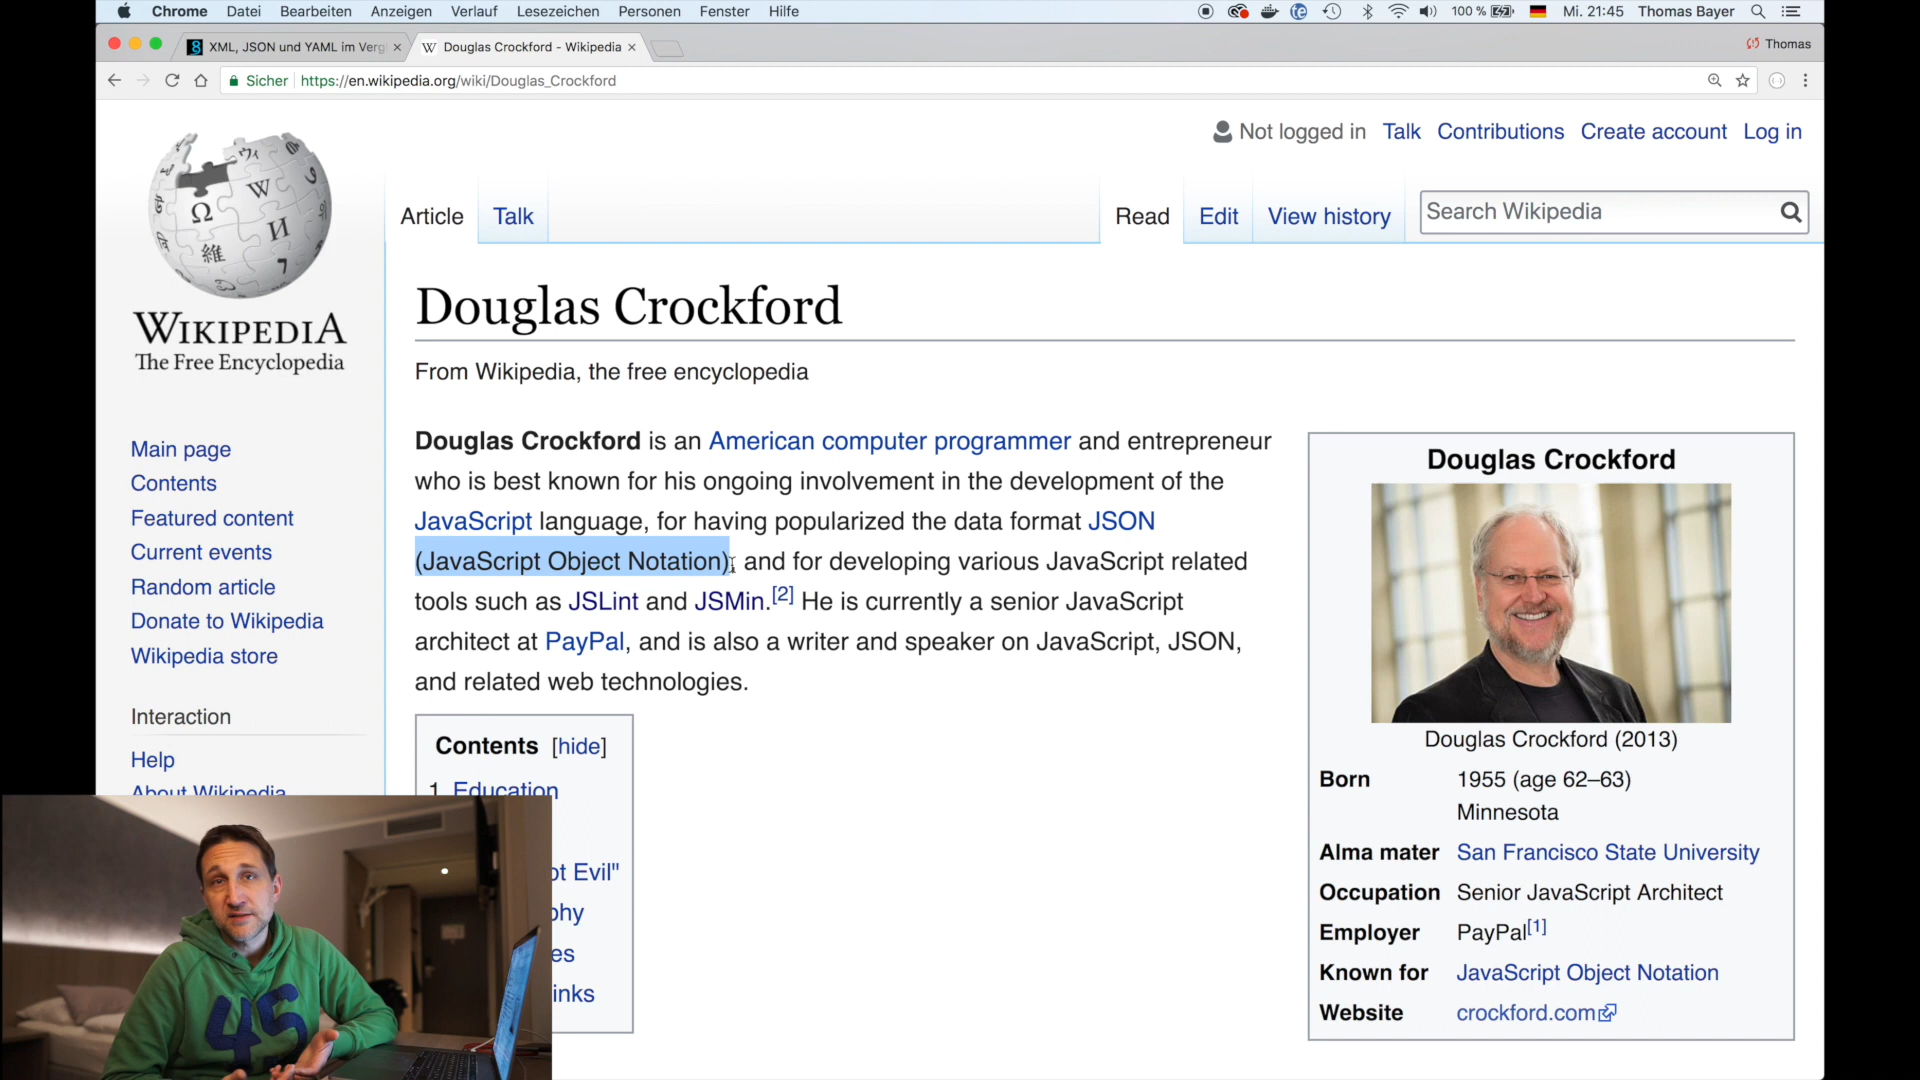 Chrome Datei Bearbeiten Anzeigen Verlauf Lesezeichen Personen Fenster Hilfe 100 % Mi. 21:45 Thomas Bayer
XML, JSON und YAML im Verg × Douglas Crockford - Wikipedia × Thomas
Sicher https://en.wikipedia.org/wiki/Douglas_Crockford
Not logged in Talk Contributions Create account Log in
Article Talk Read Edit View history Search Wikipedia
WIKIPEDIA
The Free Encyclopedia
Main page
Contents
Featured content
Current events
Random article
Donate to Wikipedia
Wikipedia store
Interaction
Help
About Wikipedia
Douglas Crockford
From Wikipedia, the free encyclopedia
Douglas Crockford is an American computer programmer and entrepreneur
who is best known for his ongoing involvement in the development of the
JavaScript language, for having popularized the data format JSON
(JavaScript Object Notation), and for developing various JavaScript related
tools such as JSLint and JSMin.[2] He is currently a senior JavaScript
architect at PayPal, and is also a writer and speaker on JavaScript, JSON,
and related web technologies.
Contents [hide]
1 Education
ot Evil"
phy
es
inks
Douglas Crockford
Douglas Crockford (2013)
Born 1955 (age 62–63)
Minnesota
Alma mater San Francisco State University
Occupation Senior JavaScript Architect
Employer PayPal[1]
Known for JavaScript Object Notation
Website crockford.com
45